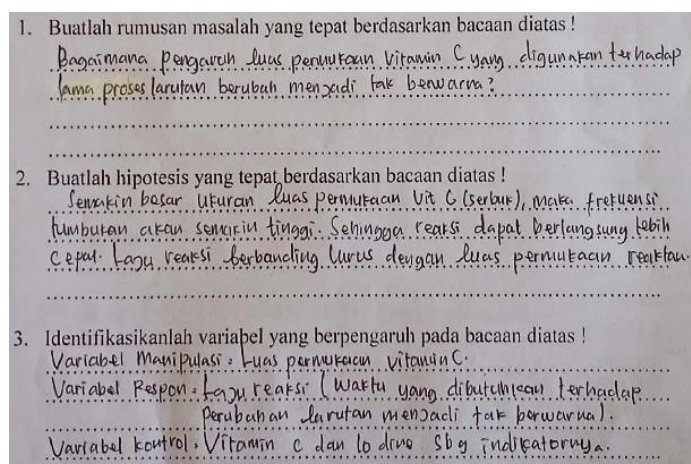 1. Buatlah rumusan masalah yang tepat berdasarkan bacaan diatas !
Bagaimana Pengaruh luas permukaan Vitamin C yang digunakan terhadap
lama proses larutan berubah menjadi tak berwarna?
2. Buatlah hipotesis yang tepat berdasarkan bacaan diatas !
Semakin besar ukuran luas permukaan Vit C (serbuk), maka frekuensi
tumbukan akan semakin tinggi. Sehingga reaksi dapat berlangsung lebih
cepat. Laju reaksi berbanding lurus dengan luas permukaan reaktan.
3. Identifikasikanlah variabel yang berpengaruh pada bacaan diatas !
Variabel Manipulasi : Luas permukaan vitamin C.
Variabel Respon : Laju reaksi (Waktu yang dibutuhkan terhadap
Perubahan larutan menjadi tak berwarna).
Variabel kontrol : Vitamin C dan Iodine sbg indikatornya.